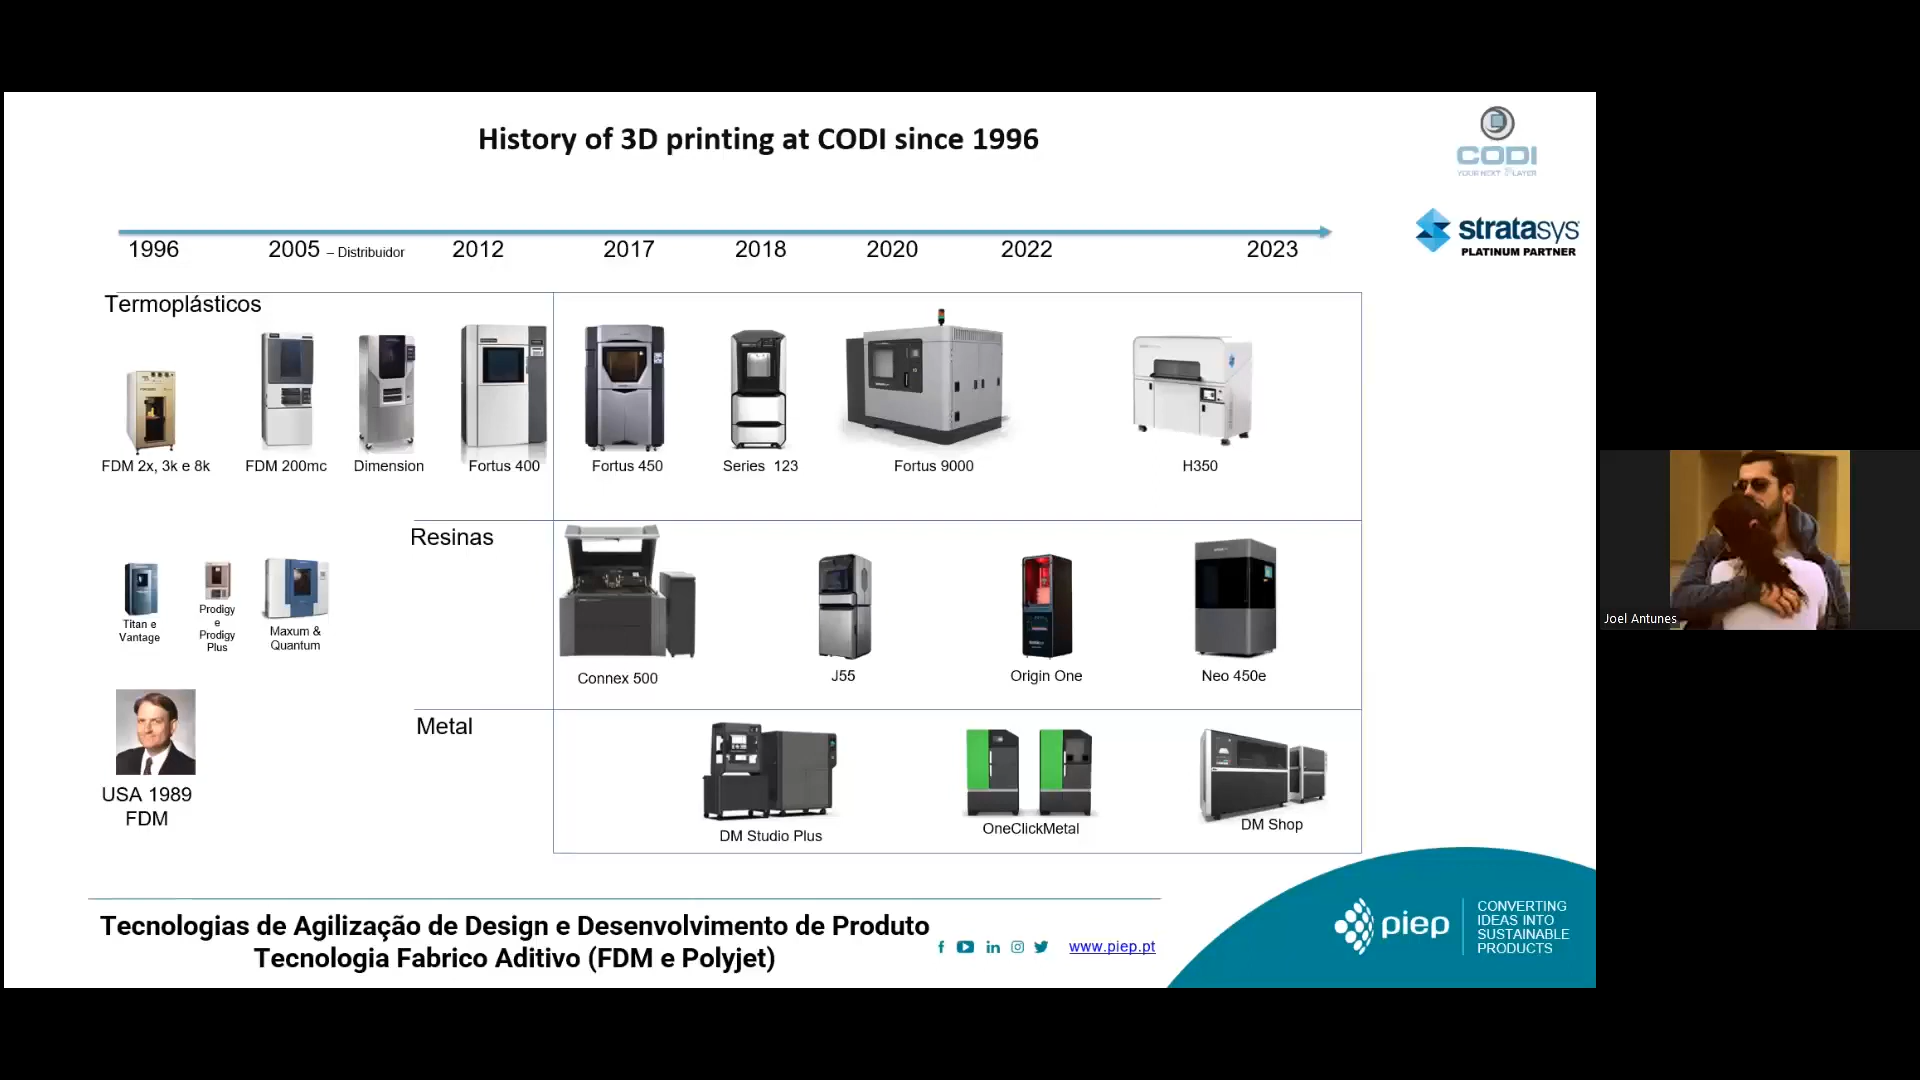 History of 3D printing at CODI since 1996
CODI
YOUR NEXT PLAYER
stratasys
PLATINUM PARTNER
1996
2005 – Distribuidor
2012
2017
2018
2020
2022
2023
Termoplásticos
FDM 2x, 3k e 8k
FDM 200mc
Dimension
Fortus 400
Fortus 450
Series 123
Fortus 9000
H350
Resinas
Titan e
Vantage
Prodigy
e
Prodigy
Plus
Maxum &
Quantum
Connex 500
J55
Origin One
Neo 450e
Metal
USA 1989
FDM
DM Studio Plus
OneClickMetal
DM Shop
Tecnologias de Agilização de Design e Desenvolvimento de Produto
Tecnologia Fabrico Aditivo (FDM e Polyjet)
www.piep.pt
piep
CONVERTING
IDEAS INTO
SUSTAINABLE
PRODUCTS
Joel Antunes